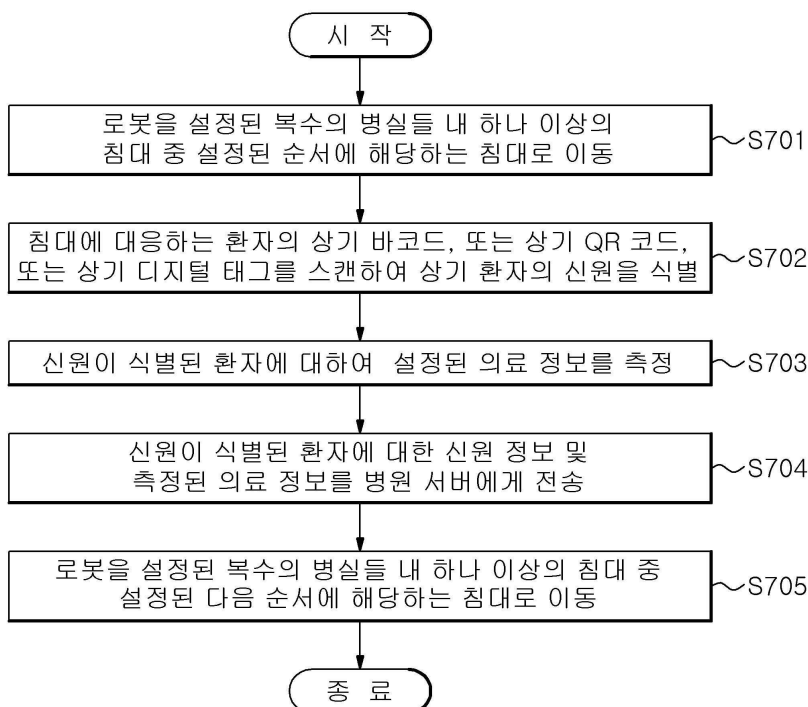 시 작
로봇을 설정된 복수의 병실들 내 하나 이상의
침대 중 설정된 순서에 해당하는 침대로 이동
S701
침대에 대응하는 환자의 상기 바코드, 또는 상기 QR 코드,
또는 상기 디지털 태그를 스캔하여 상기 환자의 신원을 식별
S702
신원이 식별된 환자에 대하여 설정된 의료 정보를 측정
S703
신원이 식별된 환자에 대한 신원 정보 및
측정된 의료 정보를 병원 서버에게 전송
S704
로봇을 설정된 복수의 병실들 내 하나 이상의 침대 중
설정된 다음 순서에 해당하는 침대로 이동
S705
종 료